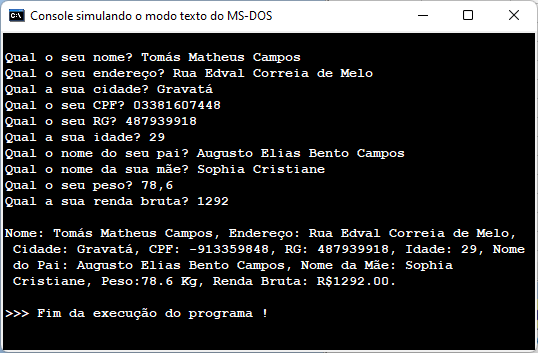 Console simulando o modo texto do MS-DOS
Qual o seu nome? Tomás Matheus Campos
Qual o seu endereço? Rua Edval Correia de Melo
Qual a sua cidade? Gravatá
Qual o seu CPF? 03381607448
Qual o seu RG? 487939918
Qual a sua idade? 29
Qual o nome do seu pai? Augusto Elias Bento Campos
Qual o nome da sua mãe? Sophia Cristiane
Qual o seu peso? 78,6
Qual a sua renda bruta? 1292
Nome: Tomás Matheus Campos, Endereço: Rua Edval Correia de Melo,
Cidade: Gravatá, CPF: -913359848, RG: 487939918, Idade: 29, Nome
do Pai: Augusto Elias Bento Campos, Nome da Mãe: Sophia
Cristiane, Peso:78.6 Kg, Renda Bruta: R$1292.00.
>>> Fim da execução do programa !